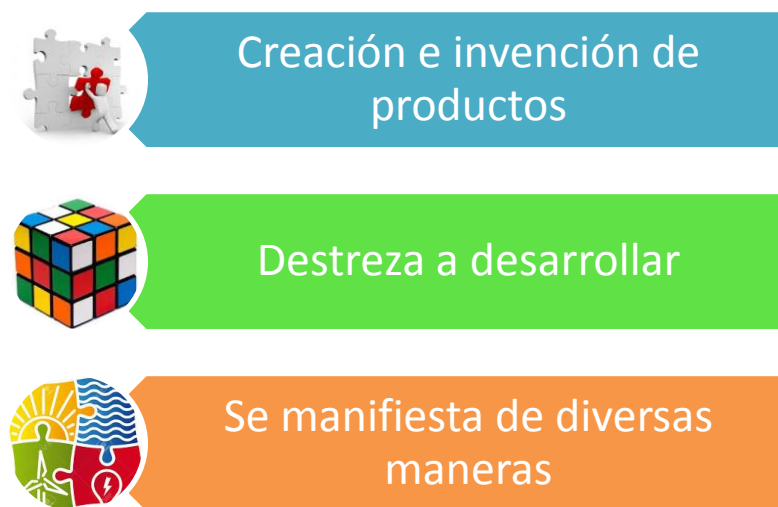 Creación e invención de
productos
Destreza a desarrollar
Se manifiesta de diversas
maneras